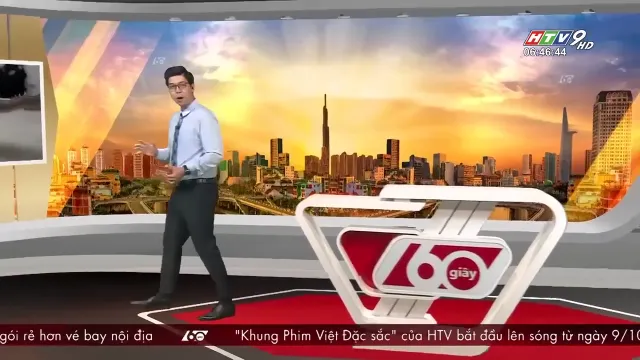 HTV9 HD
06:46:44
60 giây
gói rẻ hơn vé bay nội địa 60 "Khung Phim Việt Đặc sắc" của HTV bắt đầu lên sóng từ ngày 9/10